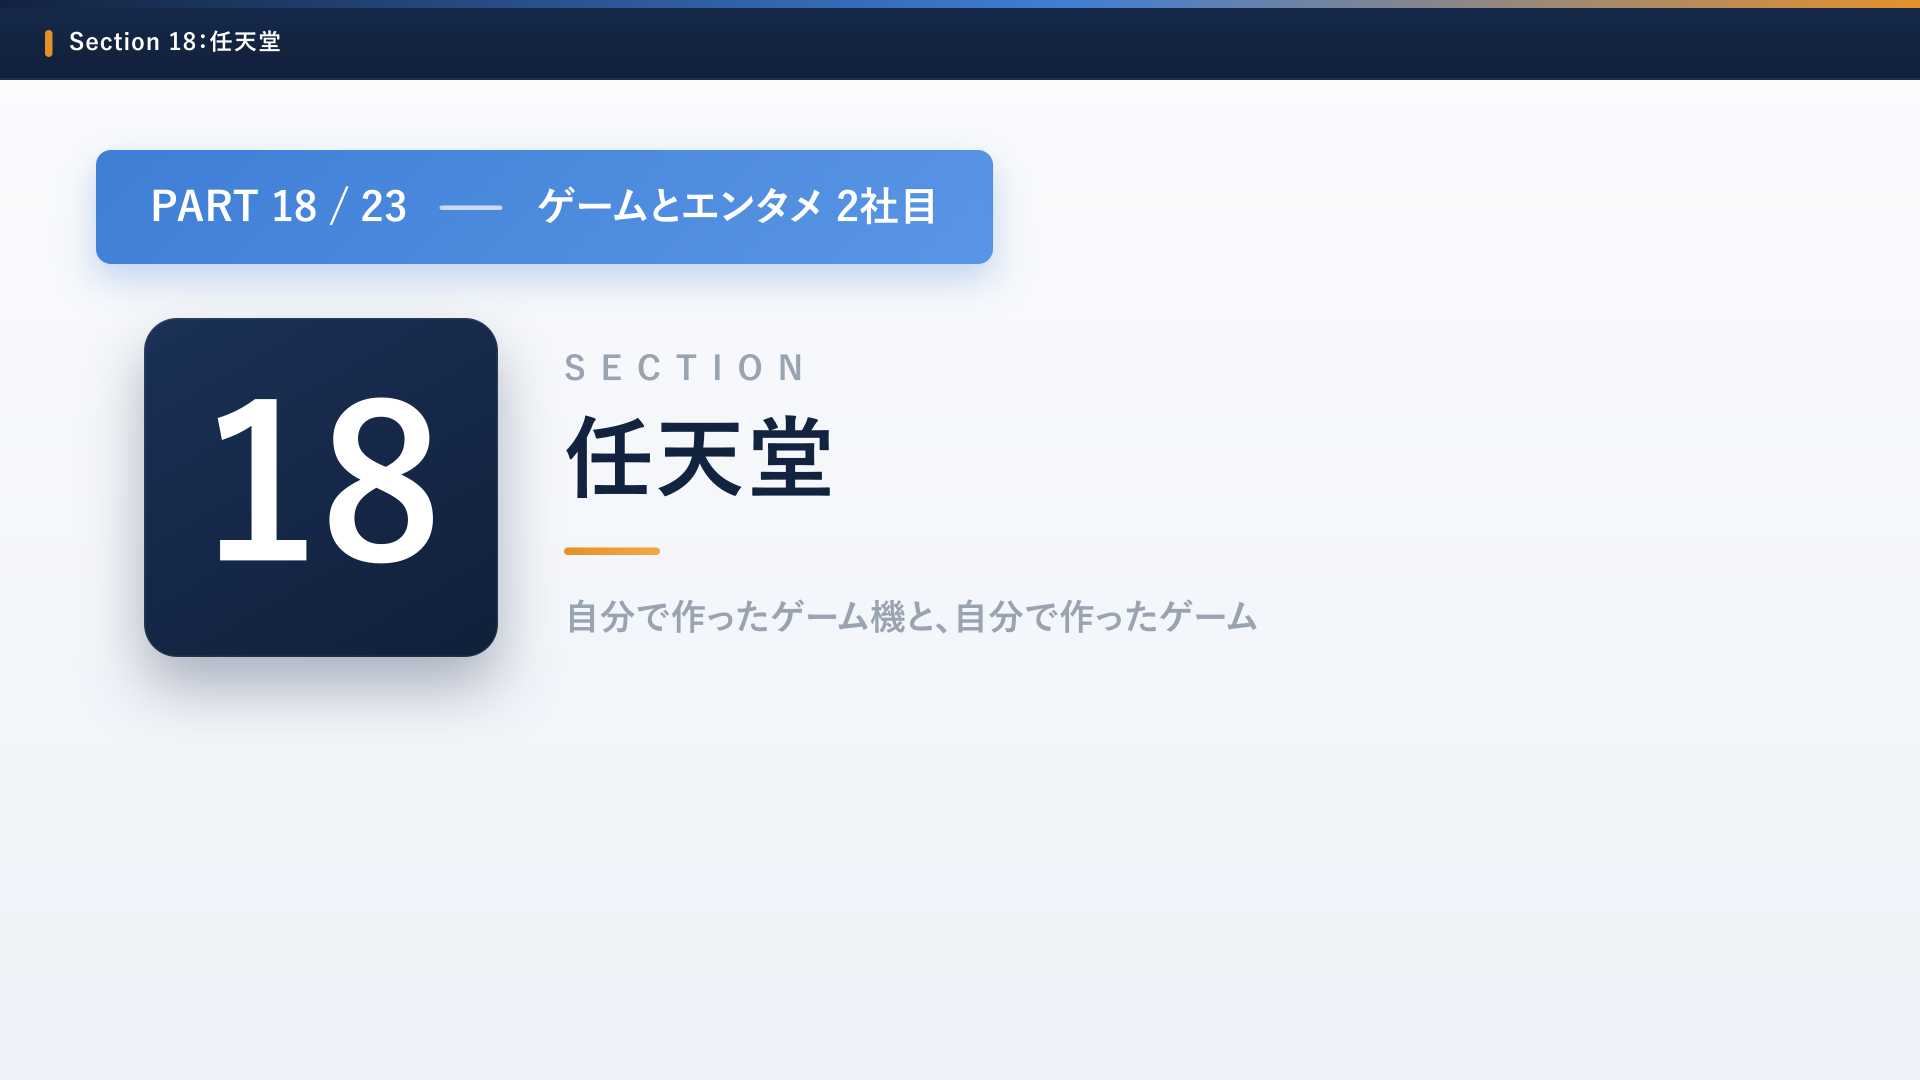 Section 18：任天堂
PART 18 / 23 — ゲームとエンタメ 2社目
18
SECTION
任天堂
自分で作ったゲーム機と、自分で作ったゲーム